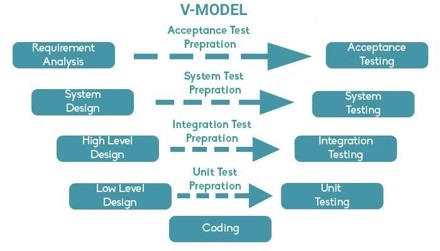 V-MODEL
Acceptance Test
Prepration
Requirement
Analysis
Acceptance
Testing
System Test
Prepration
System
Design
System
Testing
Integration Test
Prepration
High Level
Design
Integration
Testing
Unit Test
Prepration
Low Level
Design
Unit
Testing
Coding